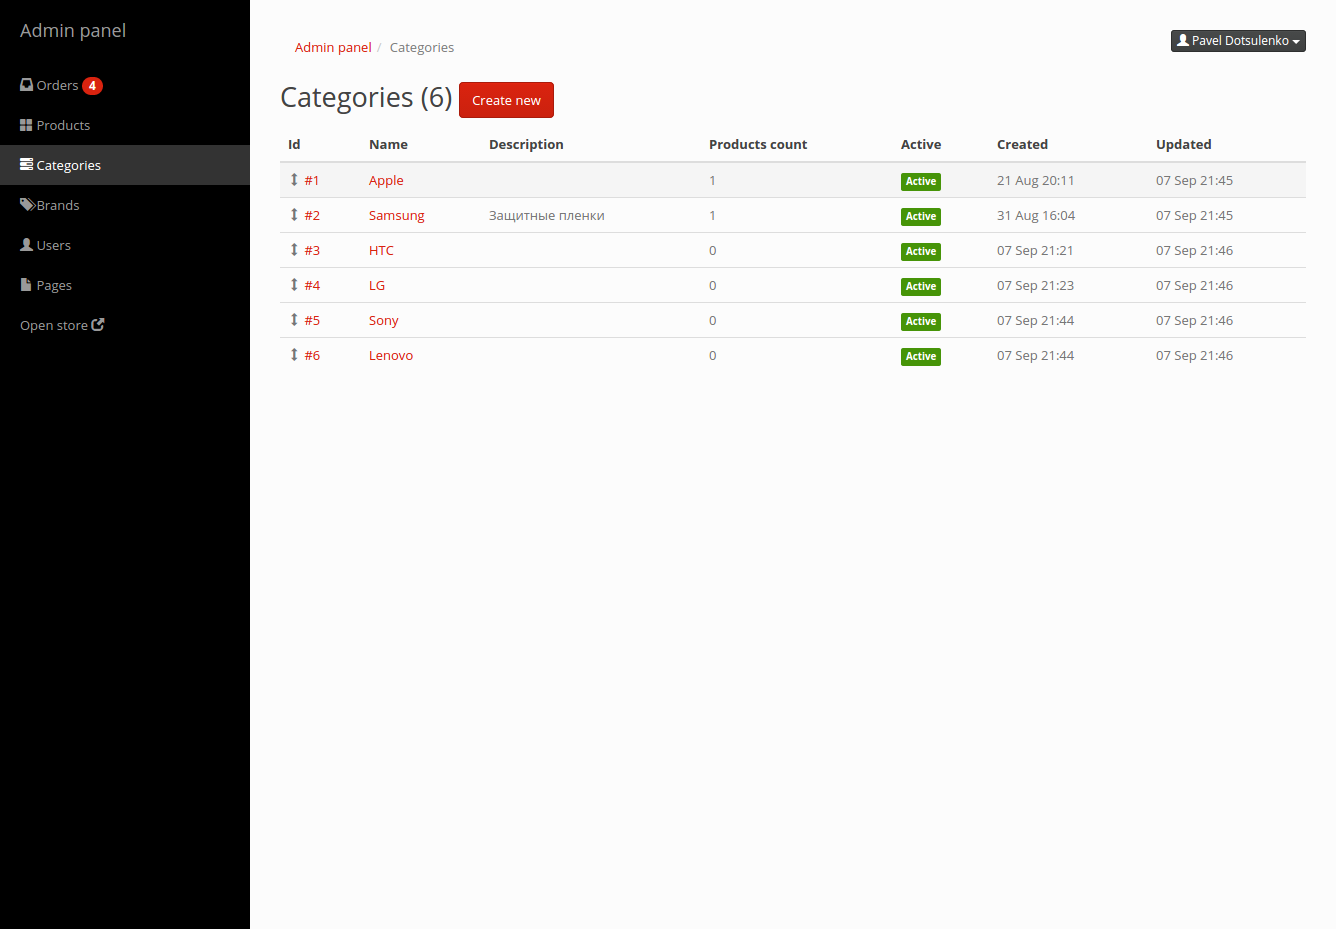 Admin panel
Orders 4
Products
Categories
Brands
Users
Pages
Open store
Admin panel / Categories
Pavel Dotsulenko
Categories (6) Create new
Id Name Description Products count Active Created Updated
#1 Apple 1 Active 21 Aug 20:11 07 Sep 21:45
#2 Samsung Защитные пленки 1 Active 31 Aug 16:04 07 Sep 21:45
#3 HTC 0 Active 07 Sep 21:21 07 Sep 21:46
#4 LG 0 Active 07 Sep 21:23 07 Sep 21:46
#5 Sony 0 Active 07 Sep 21:44 07 Sep 21:46
#6 Lenovo 0 Active 07 Sep 21:44 07 Sep 21:46